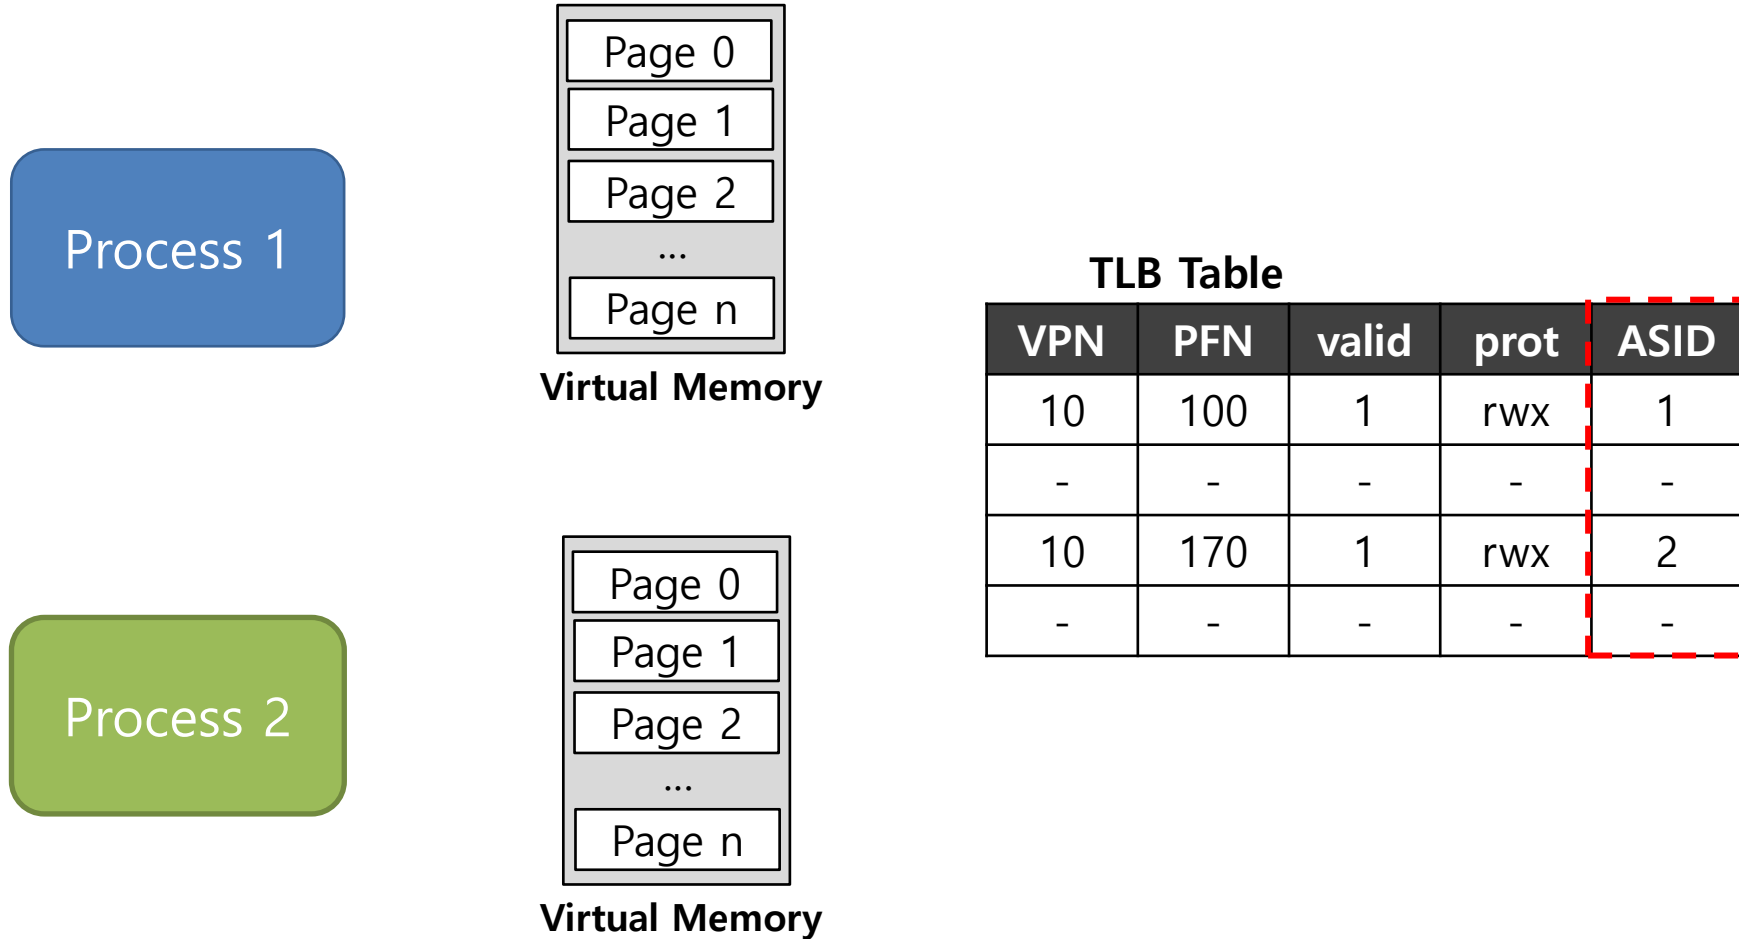 Process 1
Page 0
Page 1
Page 2
...
Page n
Virtual Memory
Process 2
Page 0
Page 1
Page 2
...
Page n
Virtual Memory
TLB Table
VPN PFN valid prot ASID
10 100 1 rwx 1
- - - - -
10 170 1 rwx 2
- - - - -